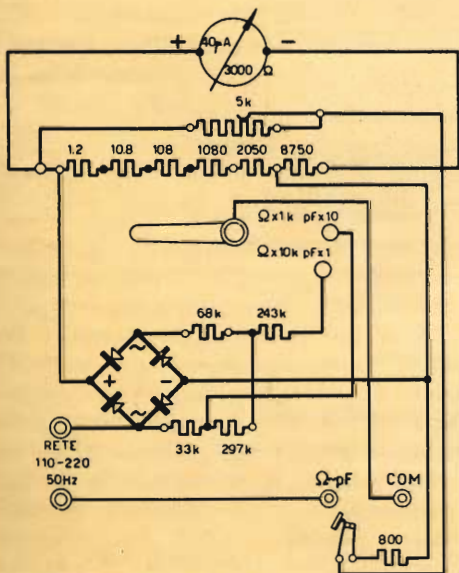 + 40µA −
3000 Ω
5k
1.2 10.8 108 1080 2050 8750
Ωx1k pFx10
Ωx10k pFx1
68k 243k
~
+ −
~
RETE
110-220
50Hz
33k 297k
Ω~pF COM
800